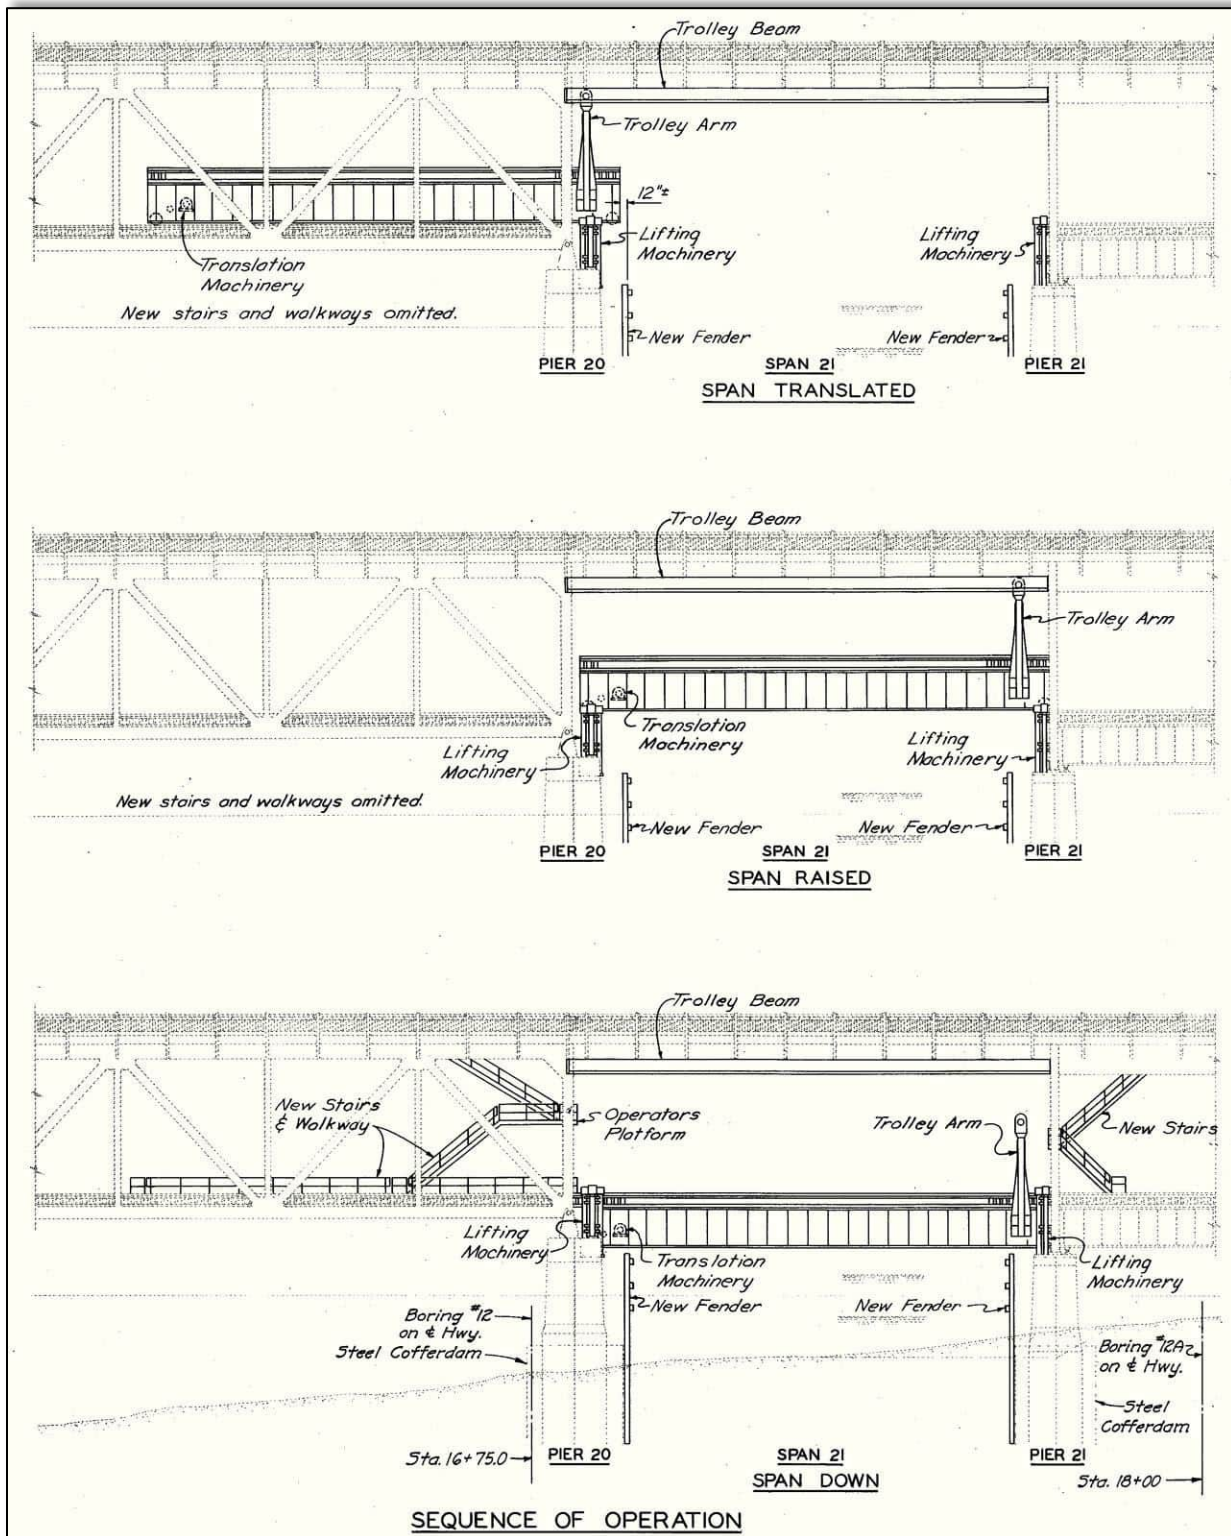 Trolley Beam
Trolley Arm
12"±
Lifting
Machinery
Lifting
Machinery
Translation
Machinery
New stairs and walkways omitted.
New Fender
New Fender
PIER 20
SPAN 21
PIER 21
SPAN TRANSLATED
Trolley Beam
Trolley Arm
Translation
Machinery
Lifting
Machinery
Lifting
Machinery
New stairs and walkways omitted.
New Fender
New Fender
PIER 20
SPAN 21
PIER 21
SPAN RAISED
Trolley Beam
New Stairs
& Walkway
Operators
Platform
Trolley Arm
New Stairs
Lifting
Machinery
Translation
Machinery
Lifting
Machinery
New Fender
New Fender
Boring #12
on ℄ Hwy.
Steel Cofferdam
Boring #12A
on ℄ Hwy.
Steel
Cofferdam
Sta. 16+75.0
PIER 20
SPAN 21
PIER 21
SPAN DOWN
Sta. 18+00
SEQUENCE OF OPERATION